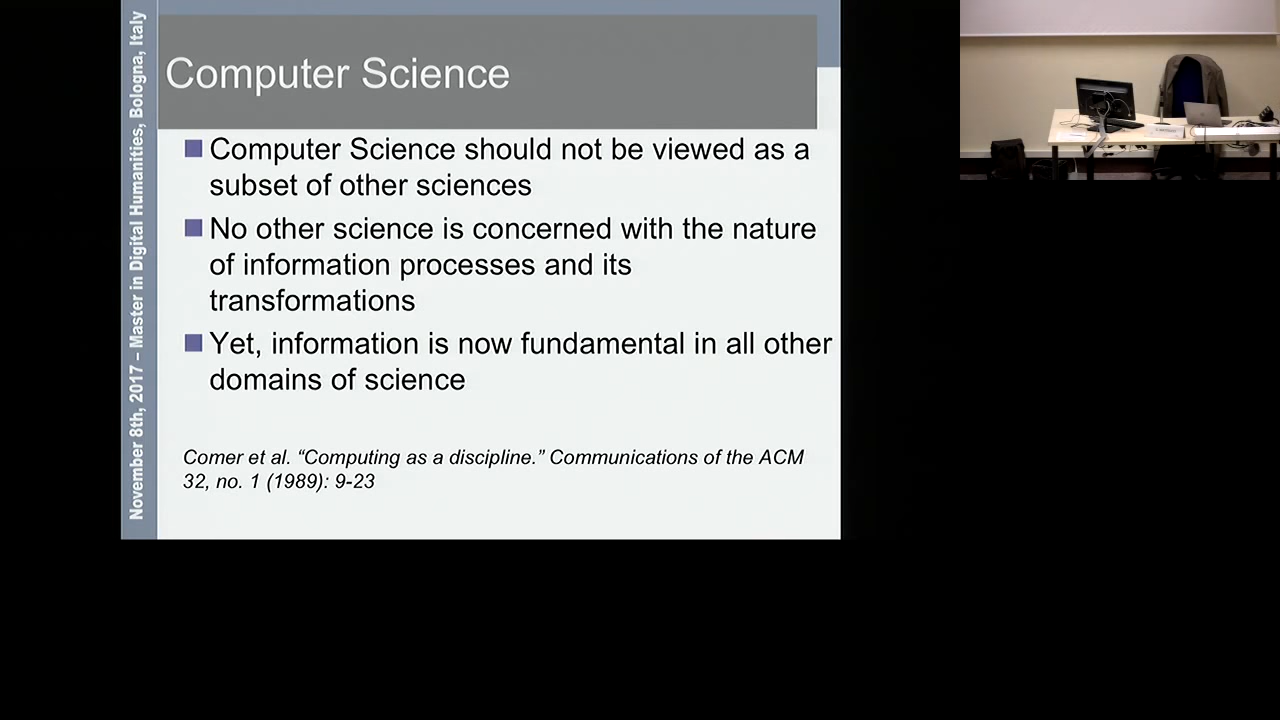 November 8th, 2017 – Master in Digital Humanities, Bologna, Italy
Computer Science
Computer Science should not be viewed as a
subset of other sciences
No other science is concerned with the nature
of information processes and its
transformations
Yet, information is now fundamental in all other
domains of science
Comer et al. “Computing as a discipline.” Communications of the ACM
32, no. 1 (1989): 9-23